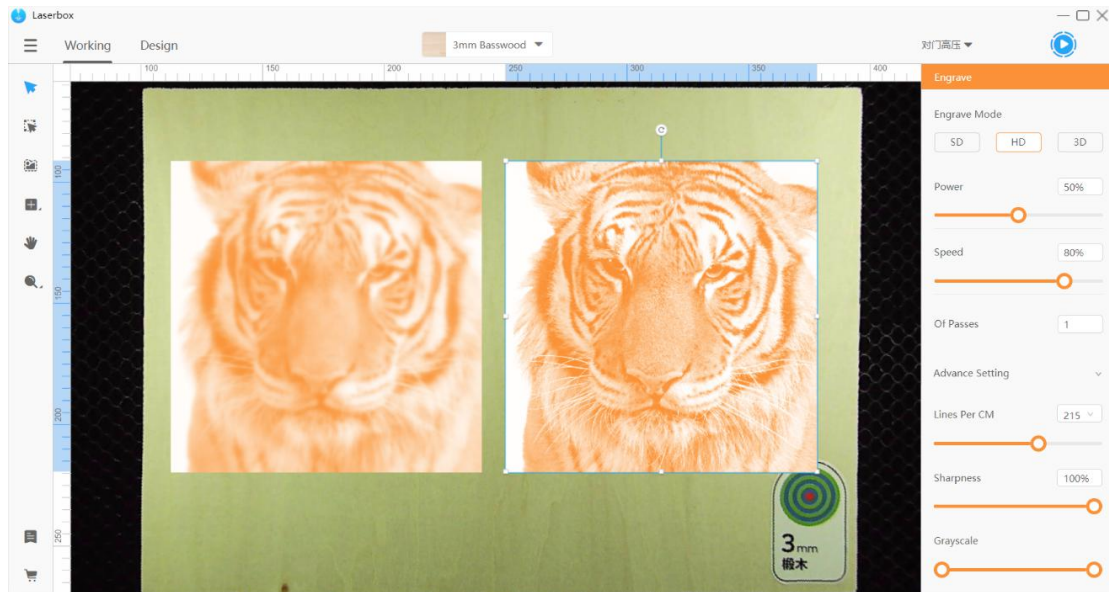 Laserbox
Working
Design
3mm Basswood
对门高压
100
150
200
250
300
350
400
100
150
200
250
3mm
椴木
Engrave
Engrave Mode
SD
HD
3D
Power
50%
Speed
80%
Of Passes
1
Advance Setting
Lines Per CM
215
Sharpness
100%
Grayscale